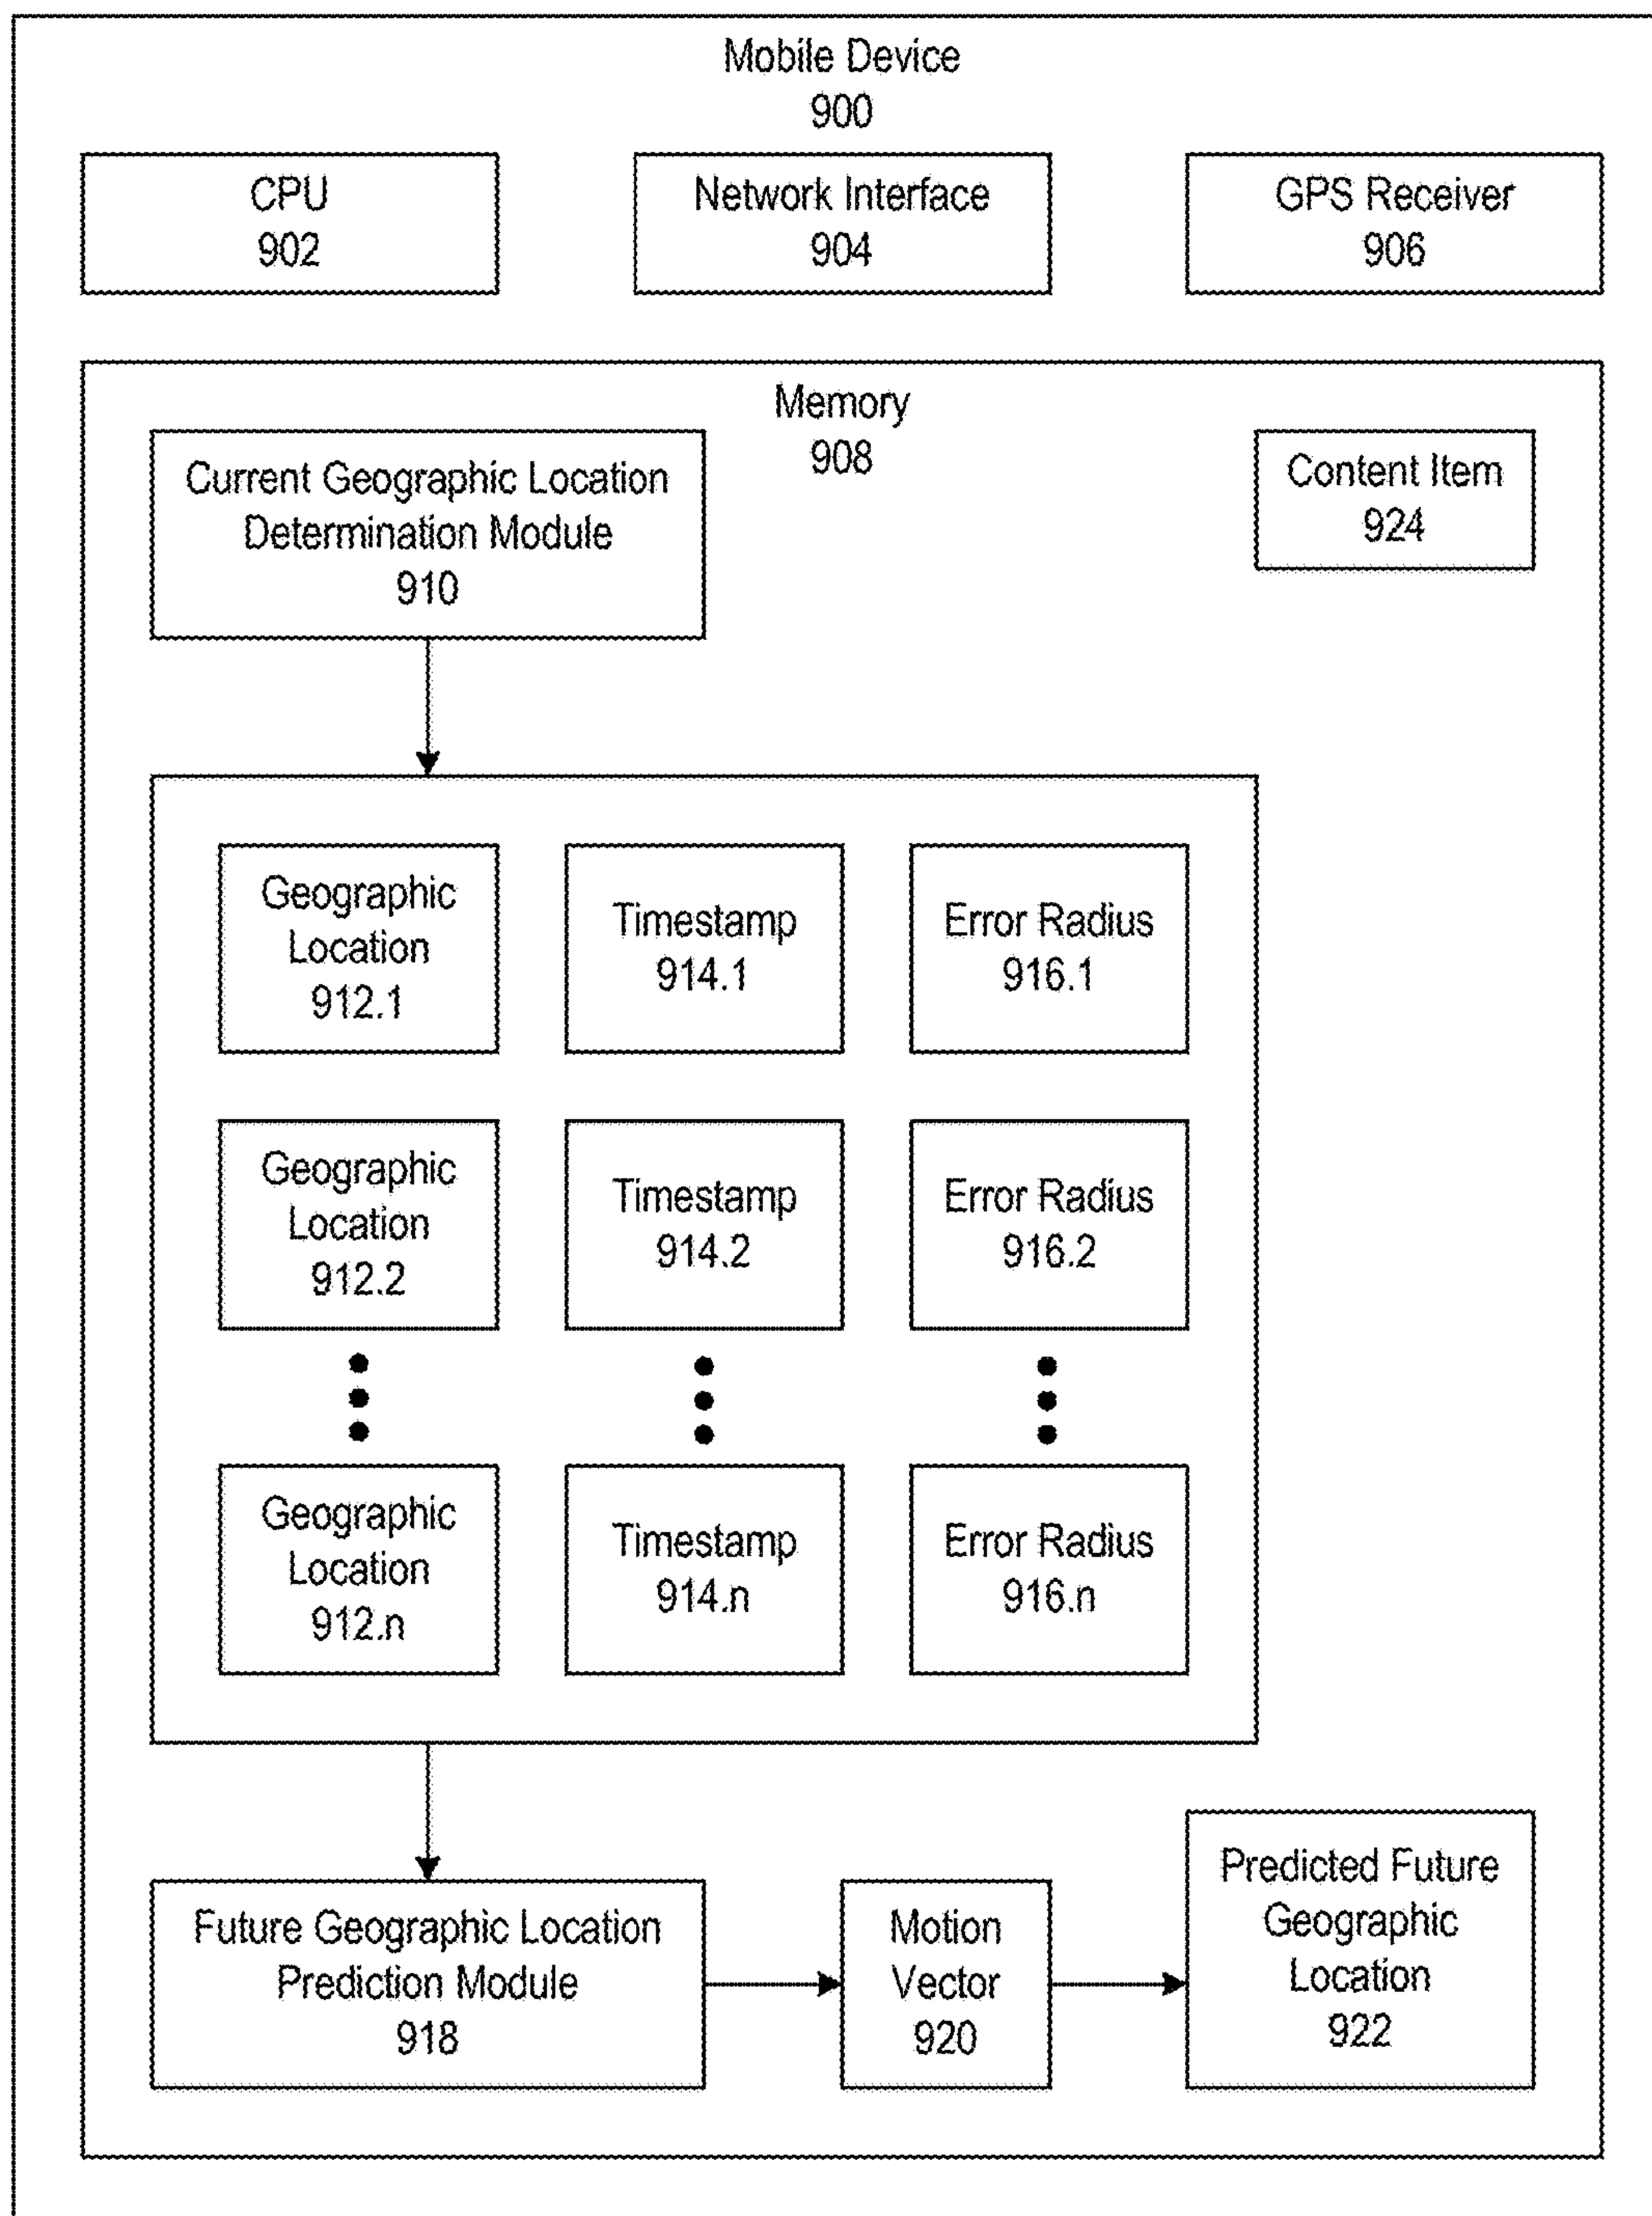 Mobile Device
900
CPU
902
Network Interface
904
GPS Receiver
906
Memory
908
Current Geographic Location
Determination Module
910
Content Item
924
Geographic
Location
912.1
Timestamp
914.1
Error Radius
916.1
Geographic
Location
912.2
Timestamp
914.2
Error Radius
916.2
Geographic
Location
912.n
Timestamp
914.n
Error Radius
916.n
Future Geographic Location
Prediction Module
918
Motion
Vector
920
Predicted Future
Geographic
Location
922